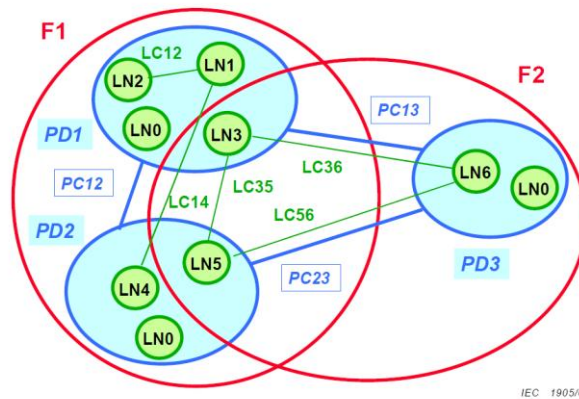 F1
LC12
LN2
LN1
F2
LN0
LN3
PD1
PC13
PC12
LC36
LN6
LN0
LC35
LC14
LC56
PD2
LN5
LN4
PC23
PD3
LN0
IEC 1905/